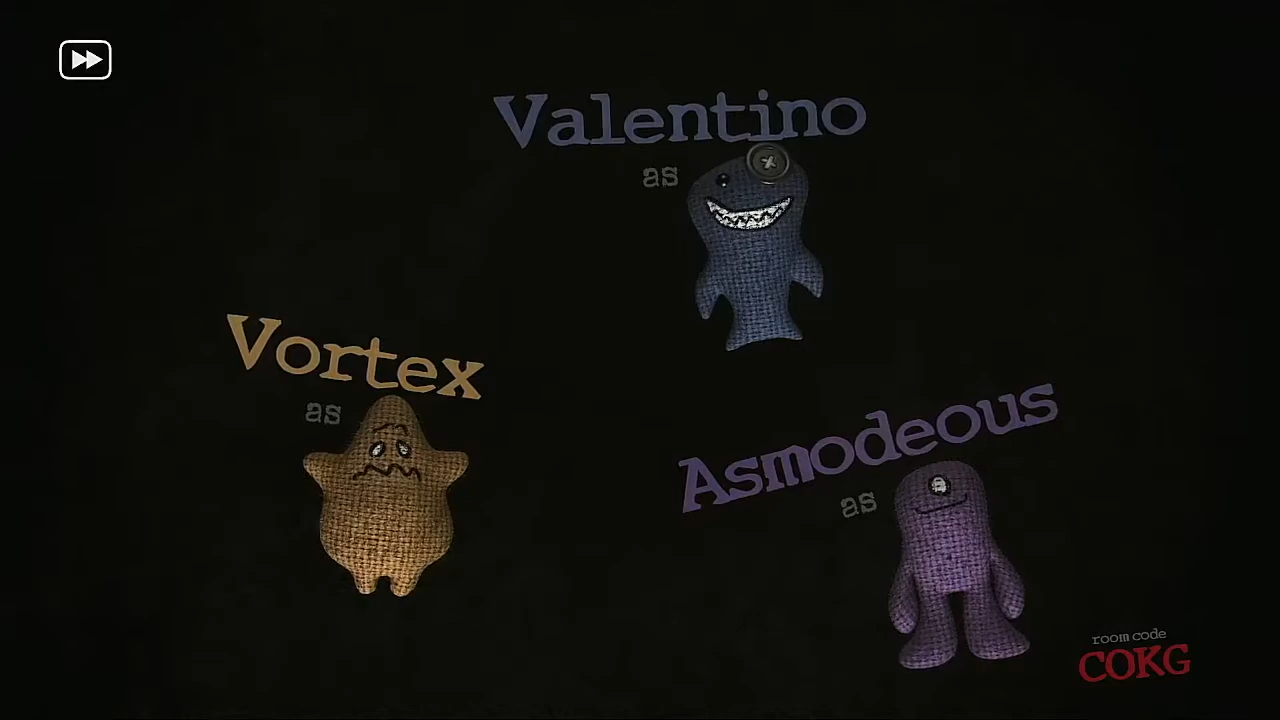 Valentino
as
Vortex
as
Asmodeous
as
room code
COKG